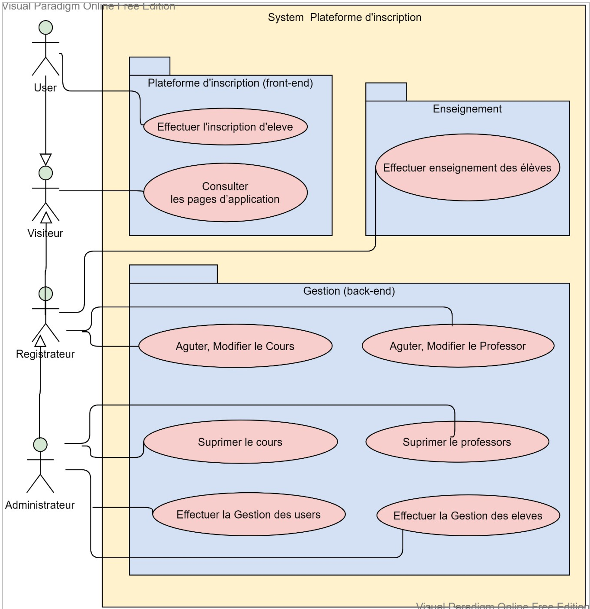 Visual Paradigm Online Free Edition
System Plateforme d'inscription
User
Plateforme d'inscription (front-end)
Effectuer l'inscription d'eleve
Consulter
les pages d'application
Enseignement
Effectuer enseignement des élèves
Visiteur
Gestion (back-end)
Registrateur
Aguter, Modifier le Cours
Aguter, Modifier le Professor
Suprimer le cours
Suprimer le professors
Administrateur
Effectuer la Gestion des users
Effectuer la Gestion des eleves
Visual Paradigm Online Free Edition